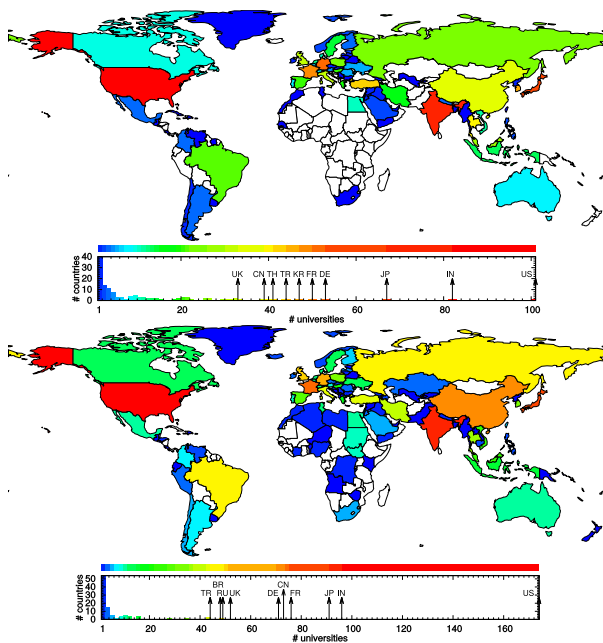 40
30
20
10
0
# countries
UK
CN
TH
TR
KR
FR
DE
JP
IN
US
1
20
40
60
80
100
# universities
50
40
30
20
10
0
# countries
TR
BR
RU
UK
DE
CN
FR
JP
IN
US
1
20
40
60
80
100
120
140
160
# universities